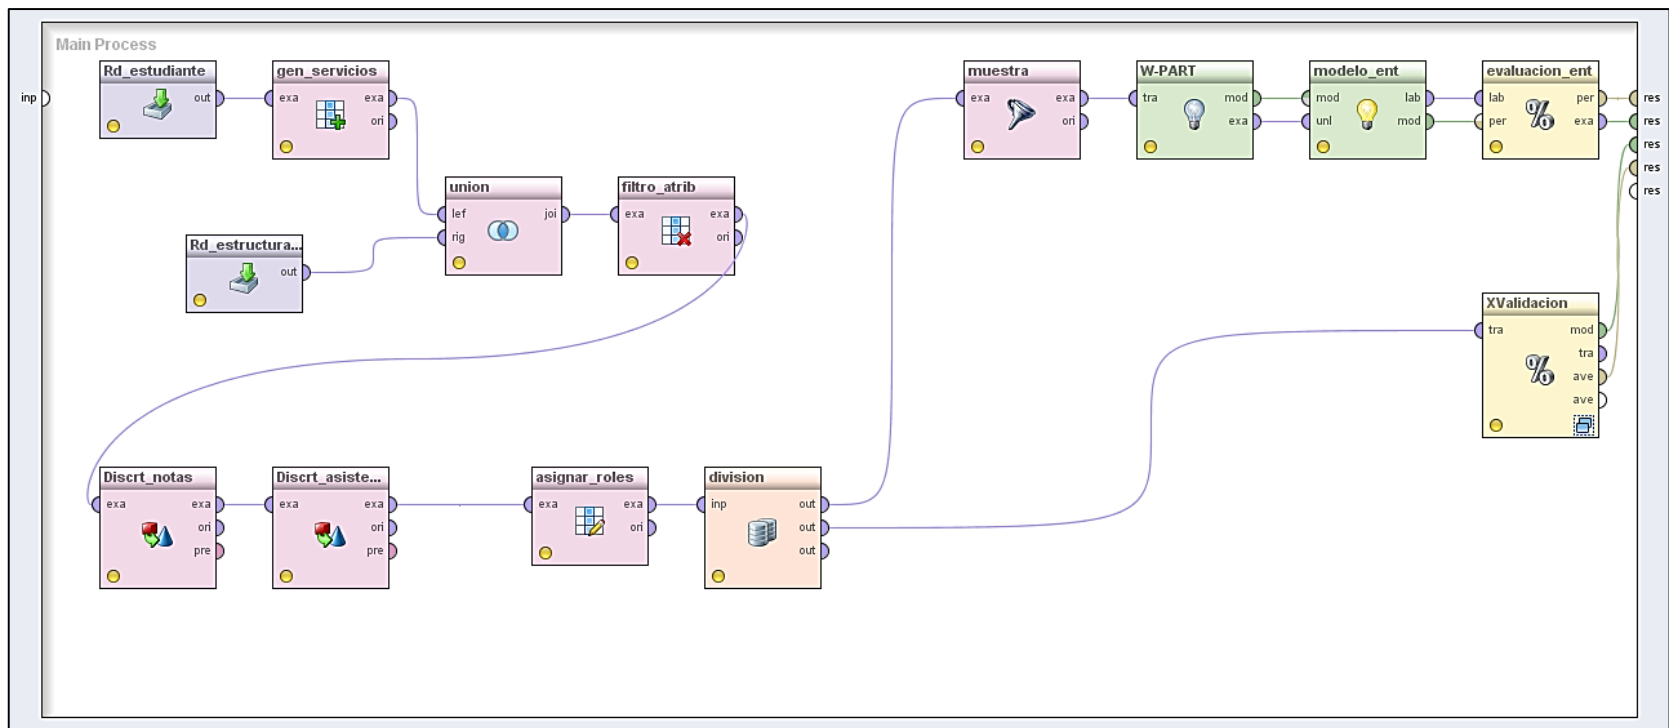 Main Process
inp
Rd_estudiante
out
gen_servicios
exa exa
ori
muestra
exa exa
ori
W-PART
tra mod
exa
modelo_ent
mod lab
unl mod
evaluacion_ent
lab per
per exa
res
res
res
res
res
union
lef joi
rig
filtro_atrib
exa exa
ori
Rd_estructura...
out
XValidacion
tra mod
tra
ave
ave
Discrt_notas
exa exa
ori
pre
Discrt_asiste...
exa exa
ori
pre
asignar_roles
exa exa
ori
division
inp out
out
out